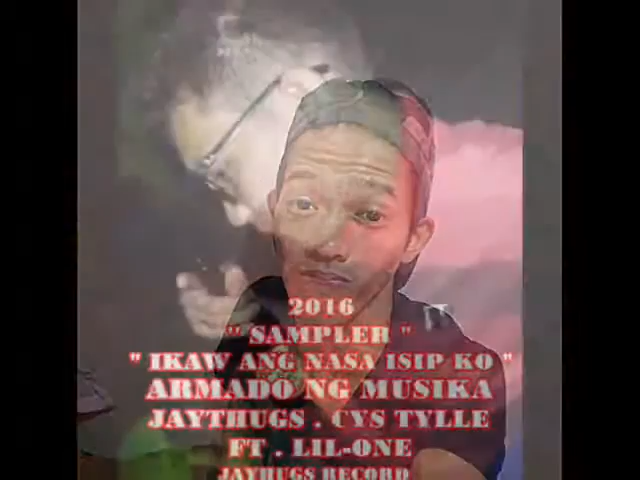 2016
" SAMPLER "
" IKAW ANG NASA ISIP KO "
ARMADO NG MUSIKA
JAYTHUGS . CYS TYLLE
FT . LIL-ONE
JAYHUGS RECORD